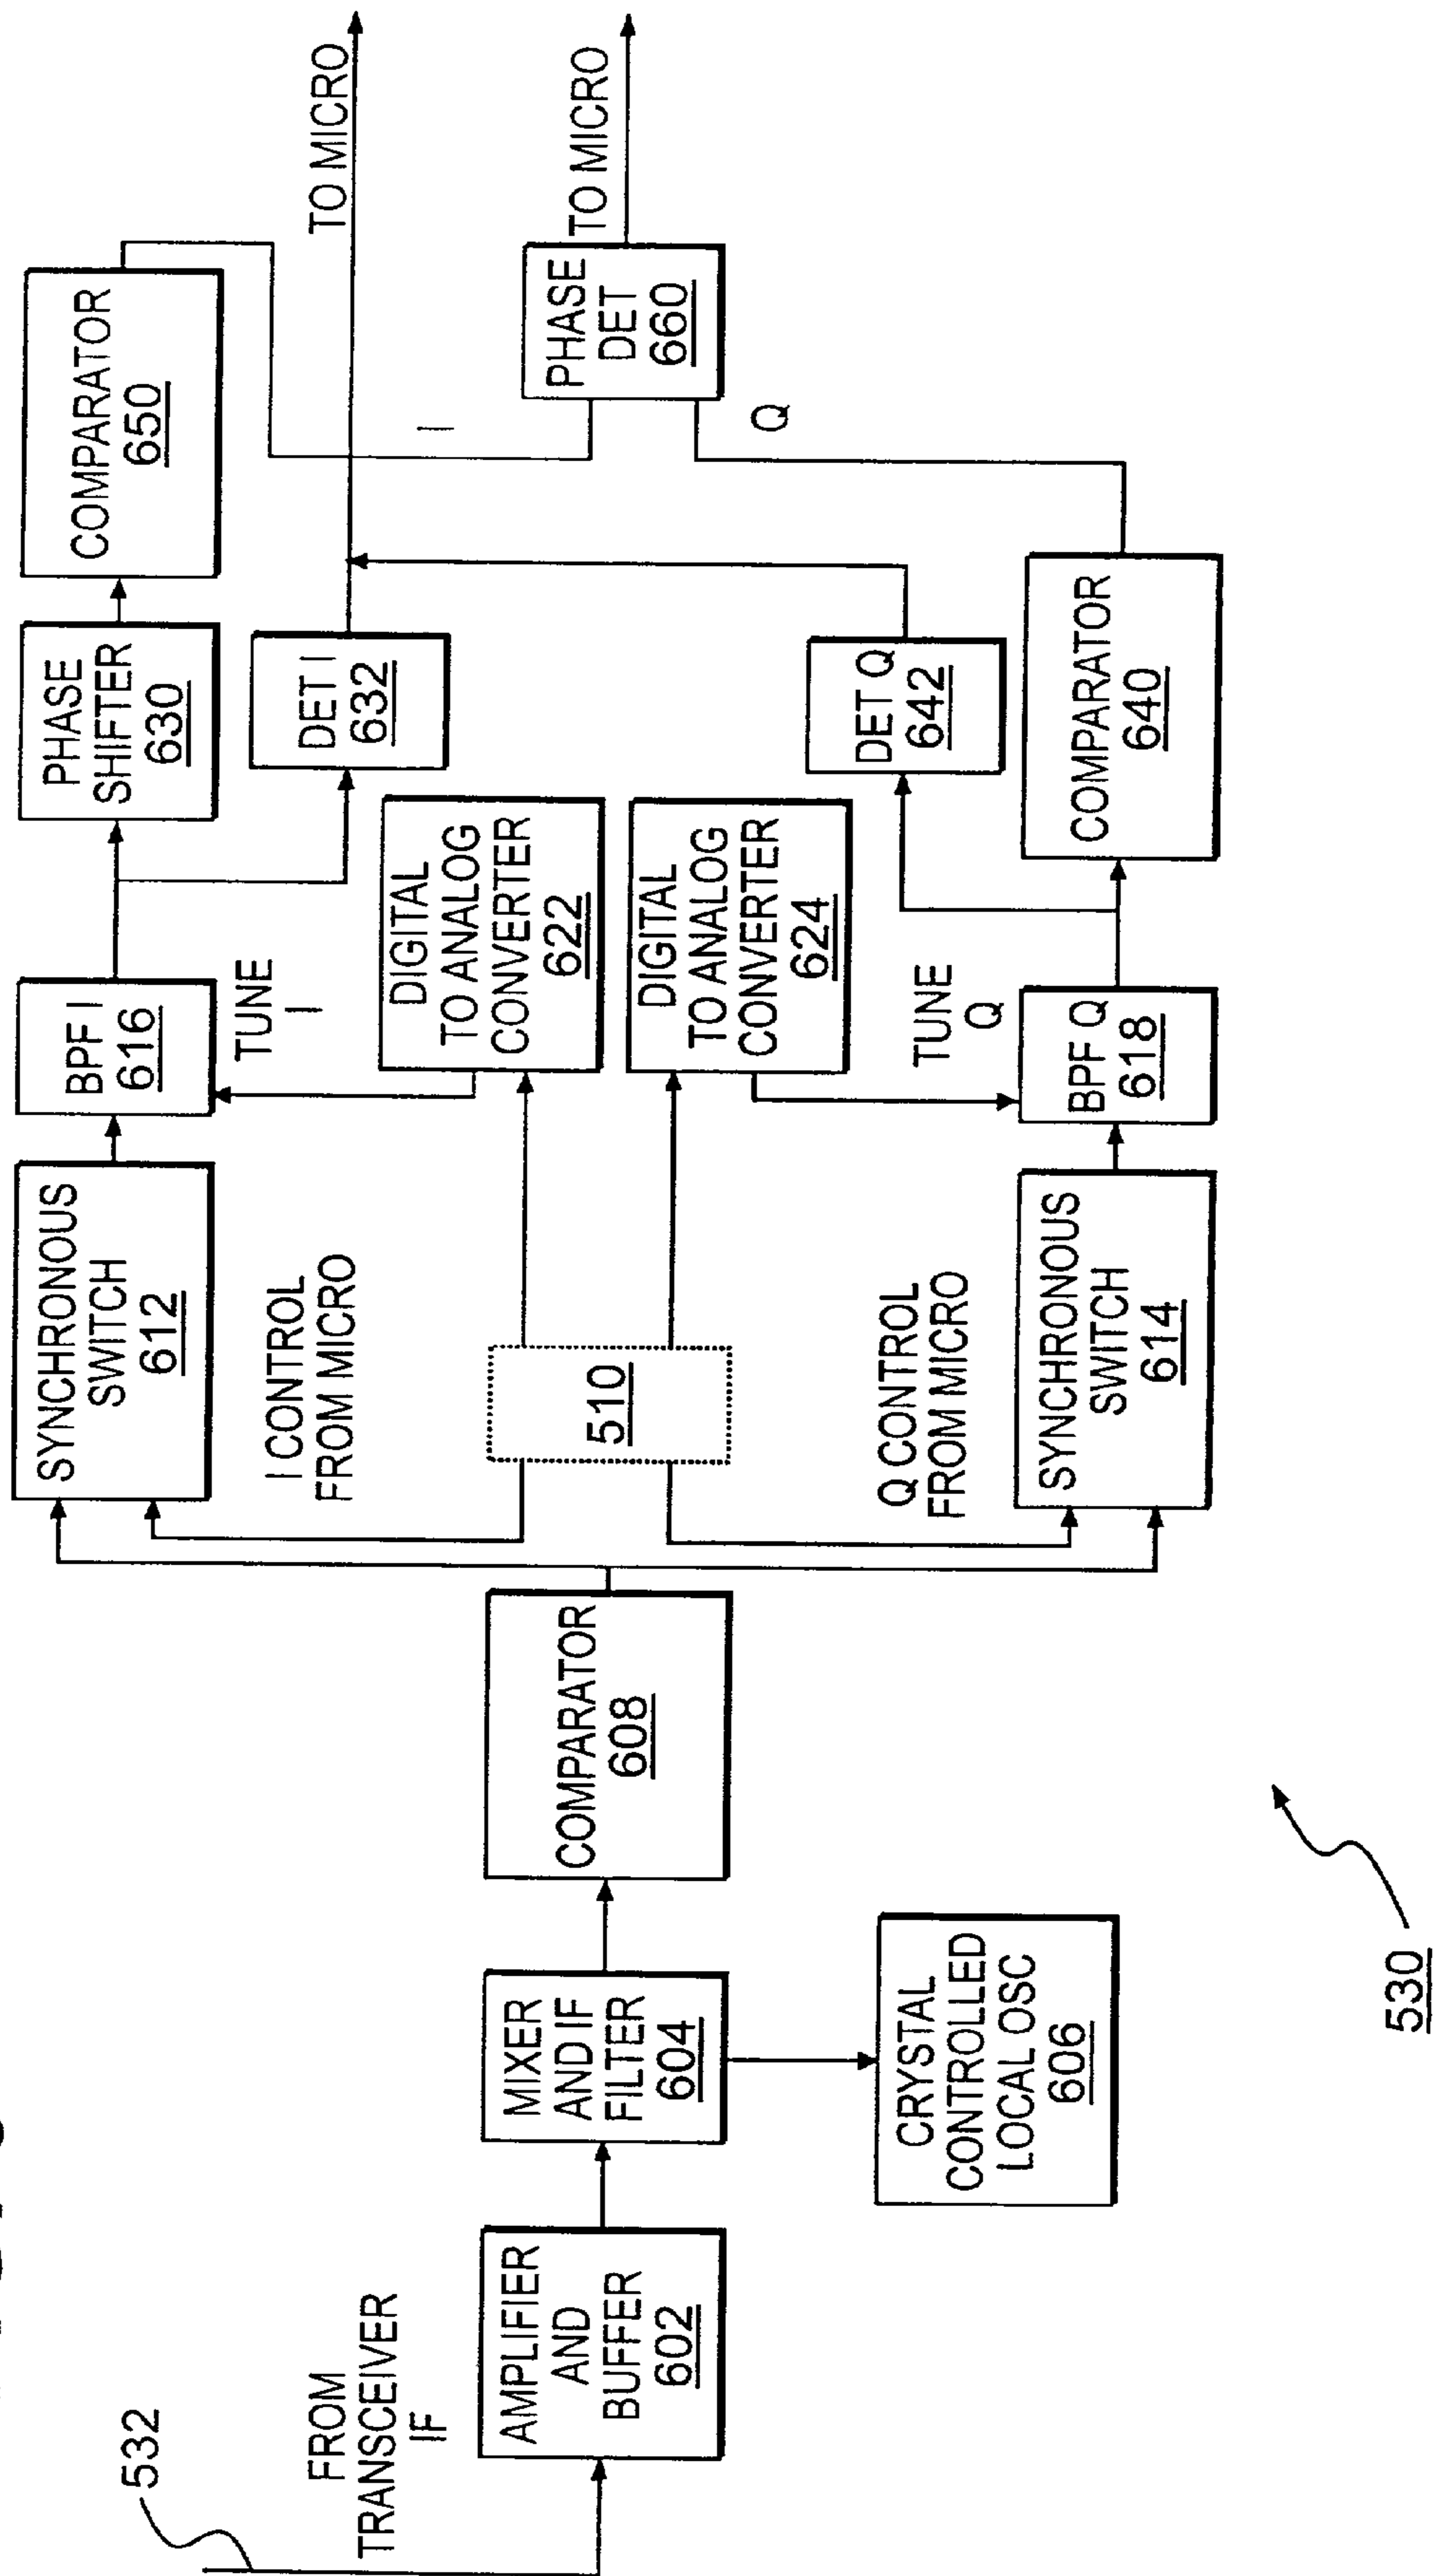 532
FROM
TRANSCEIVER
IF
AMPLIFIER
AND
BUFFER
602
MIXER
AND IF
FILTER
604
CRYSTAL
CONTROLLED
LOCAL OSC
606
COMPARATOR
608
SYNCHRONOUS
SWITCH
612
I CONTROL
FROM MICRO
510
Q CONTROL
FROM MICRO
SYNCHRONOUS
SWITCH
614
BPF I
616
TUNE
I
DIGITAL
TO ANALOG
CONVERTER
622
DIGITAL
TO ANALOG
CONVERTER
624
TUNE
Q
BPF Q
618
PHASE
SHIFTER
630
DET I
632
DET Q
642
COMPARATOR
640
COMPARATOR
650
I
Q
PHASE
DET
660
TO MICRO
TO MICRO
530